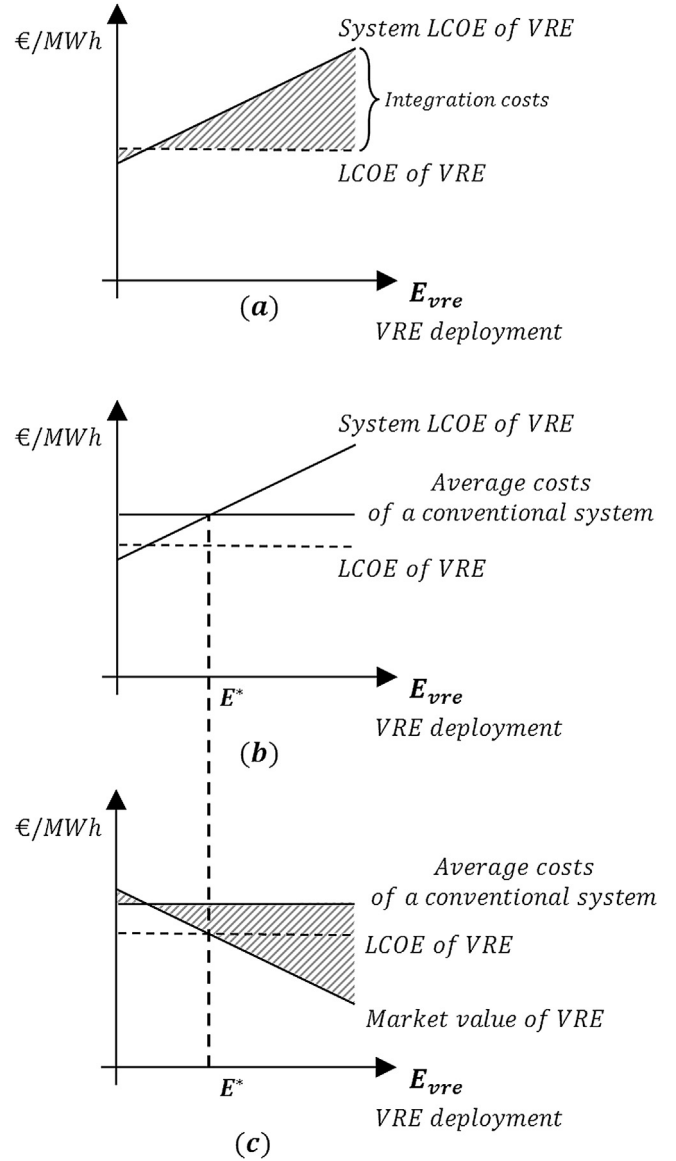 €/MWh
System LCOE of VRE
Integration costs
LCOE of VRE
E_vre
(a)
VRE deployment
€/MWh
System LCOE of VRE
Average costs
of a conventional system
LCOE of VRE
E*
E_vre
VRE deployment
(b)
€/MWh
Average costs
of a conventional system
LCOE of VRE
Market value of VRE
E*
E_vre
VRE deployment
(c)